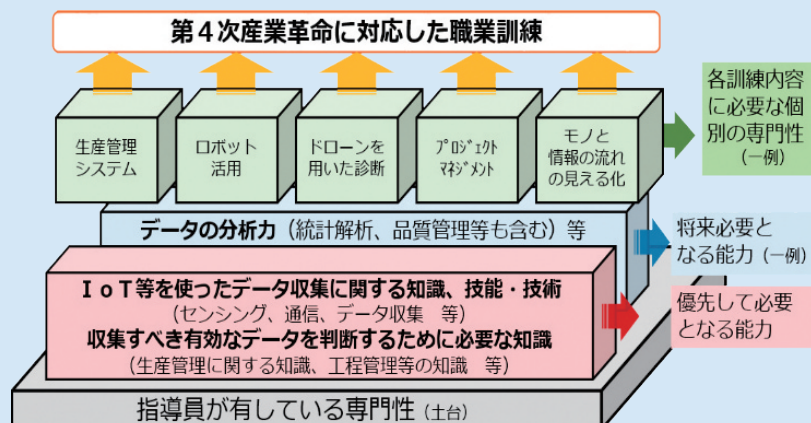 第４次産業革命に対応した職業訓練
生産管理
システム
ロボット
活用
ドローンを
用いた診断
ﾌﾟﾛｼﾞｪｸﾄ
ﾏﾈｼﾞﾒﾝﾄ
モノと
情報の流れ
の見える化
各訓練内容
に必要な個
別の専門性
（一例）
データの分析力（統計解析、品質管理等も含む）等
将来必要と
なる能力（一例）
ＩｏＴ等を使ったデータ収集に関する知識、技能・技術
（センシング、通信、データ収集　等）
収集すべき有効なデータを判断するために必要な知識
（生産管理に関する知識、工程管理等の知識　等）
優先して必要
となる能力
指導員が有している専門性（土台）